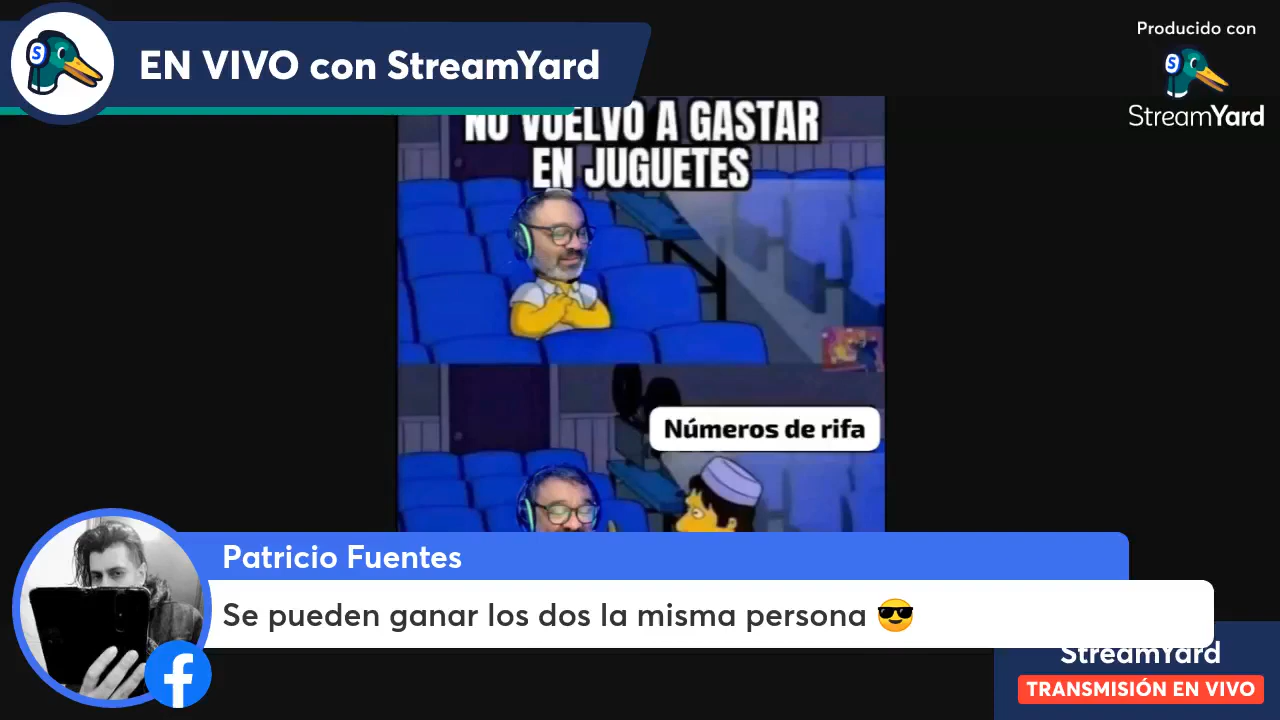 EN VIVO con StreamYard
Producido con
StreamYard
NO VUELVO A GASTAR
EN JUGUETES
Números de rifa
Patricio Fuentes
Se pueden ganar los dos la misma persona 😎
StreamYard
TRANSMISIÓN EN VIVO